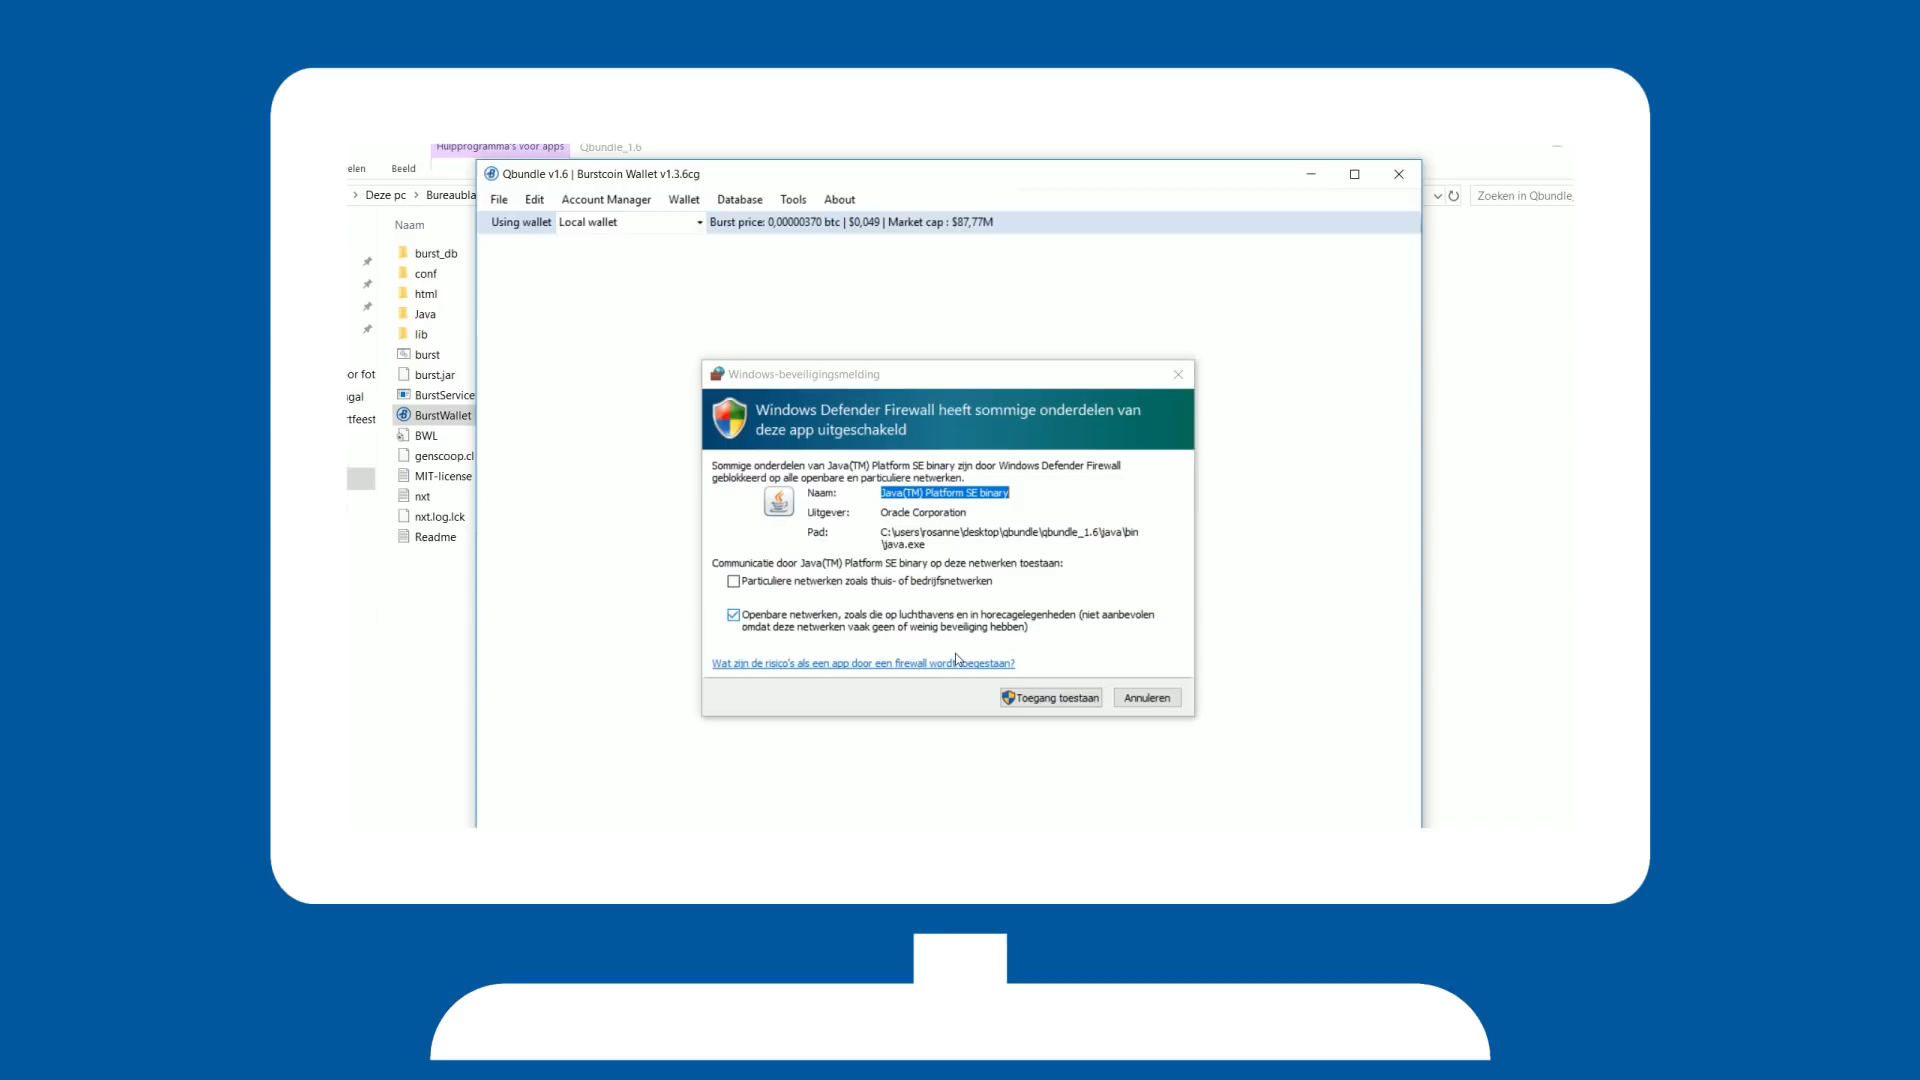 Hulpprogramma's voor apps
Qbundle_1.6
elen
Beeld
Deze pc
Bureaubla
Zoeken in Qbundle_
Naam
burst_db
conf
html
Java
lib
burst
burst.jar
BurstService
BurstWallet
BWL
genscoop.cl
MIT-license
nxt
nxt.log.lck
Readme
or fot
gal
tfeest
Qbundle v1.6 | Burstcoin Wallet v1.3.6cg
File Edit Account Manager Wallet Database Tools About
Using wallet Local wallet Burst price: 0,00000370 btc | $0,049 | Market cap : $87,77M
Windows-beveiligingsmelding
Windows Defender Firewall heeft sommige onderdelen van
deze app uitgeschakeld
Sommige onderdelen van Java(TM) Platform SE binary zijn door Windows Defender Firewall
geblokkeerd op alle openbare en particuliere netwerken.
Naam: Java(TM) Platform SE binary
Uitgever: Oracle Corporation
Pad: C:\users\rosanne\desktop\qbundle\qbundle_1.6\java\bin
\java.exe
Communicatie door Java(TM) Platform SE binary op deze netwerken toestaan:
Particuliere netwerken zoals thuis- of bedrijfsnetwerken
Openbare netwerken, zoals die op luchthavens en in horecagelegenheden (niet aanbevolen
omdat deze netwerken vaak geen of weinig beveiliging hebben)
Wat zijn de risico's als een app door een firewall wordt toegestaan?
Toegang toestaan
Annuleren